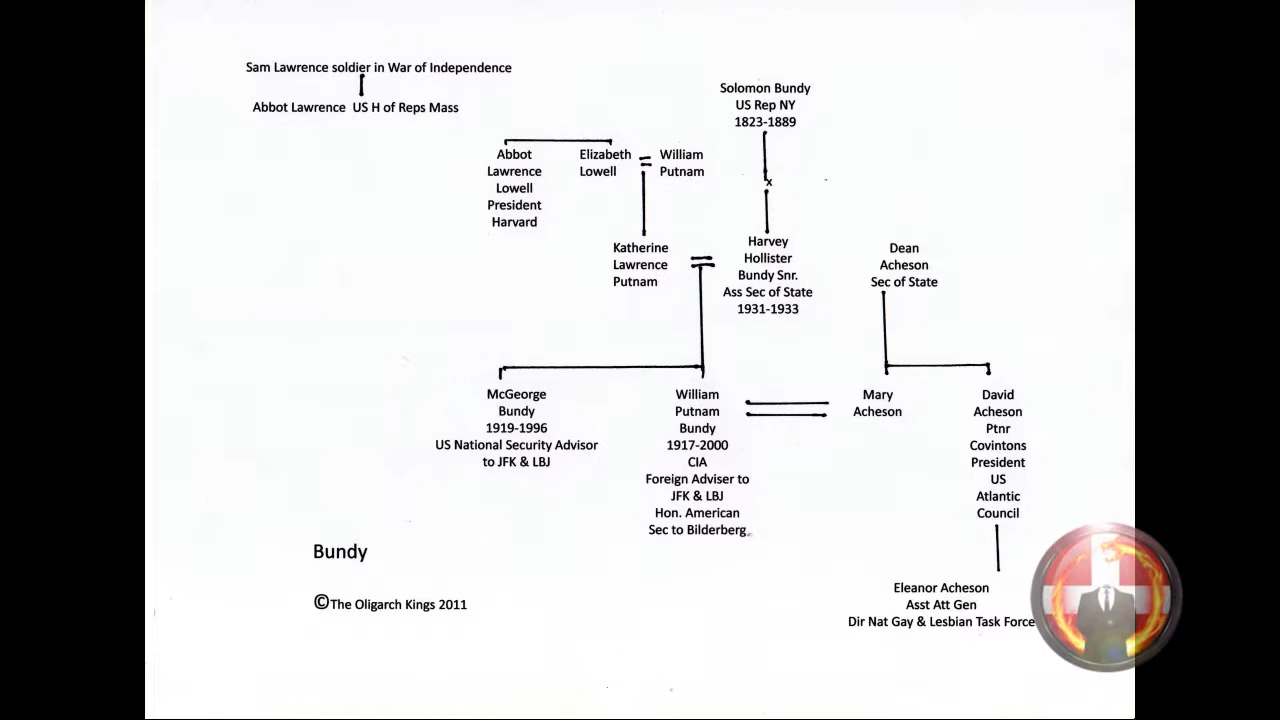 Sam Lawrence soldier in War of Independence
Abbot Lawrence  US H of Reps Mass
Solomon Bundy
US Rep NY
1823-1889
Abbot
Lawrence
Lowell
President
Harvard
Elizabeth
Lowell
=
William
Putnam
x
Katherine
Lawrence
Putnam
=
Harvey
Hollister
Bundy Snr.
Ass Sec of State
1931-1933
Dean
Acheson
Sec of State
McGeorge
Bundy
1919-1996
US National Security Advisor
to JFK & LBJ
William
Putnam
Bundy
1917-2000
CIA
Foreign Adviser to
JFK & LBJ
Hon. American
Sec to Bilderberg.
=
Mary
Acheson
David
Acheson
Ptnr
Covintons
President
US
Atlantic
Council
Eleanor Acheson
Asst Att Gen
Dir Nat Gay & Lesbian Task Force
Bundy
©The Oligarch Kings 2011